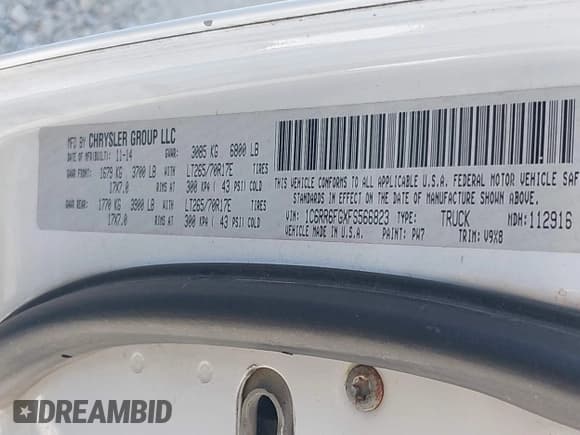 MFD BY CHRYSLER GROUP LLC
DATE OF MFR(BUILT): 11-14 GVWR: 3085 KG 6800 LB
GAWR FRONT: 1679 KG 3700 LB LT265/70R17E TIRES
17X7.0 RIMS AT 300 KPA( 43 PSI COLD
GAWR REAR: 1770 KG 3900 LB LT265/70R17E TIRES
17X7.0 RIMS AT 300 KPA( 43 PSI COLD
THIS VEHICLE CONFORMS TO ALL APPLICABLE U.S.A. FEDERAL MOTOR VEHICLE SAF
STANDARDS IN EFFECT ON THE DATE OF MANUFACTURE SHOWN ABOVE.
VIN: 1C6RR6FGXFS566823 TYPE: TRUCK MDH:112916
VEHICLE MADE IN U.S.A. PAINT: PW7 TRIM: V9X8
DREAMBID